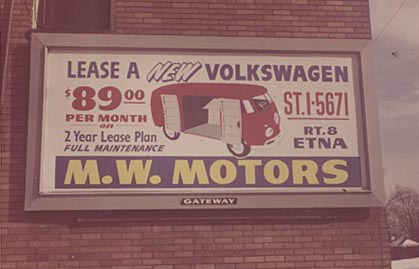 LEASE A NEW VOLKSWAGEN
$89.00
PER MONTH
on
2 Year Lease Plan
FULL MAINTENANCE
ST.1-5671
RT.8
ETNA
M.W. MOTORS
GATEWAY